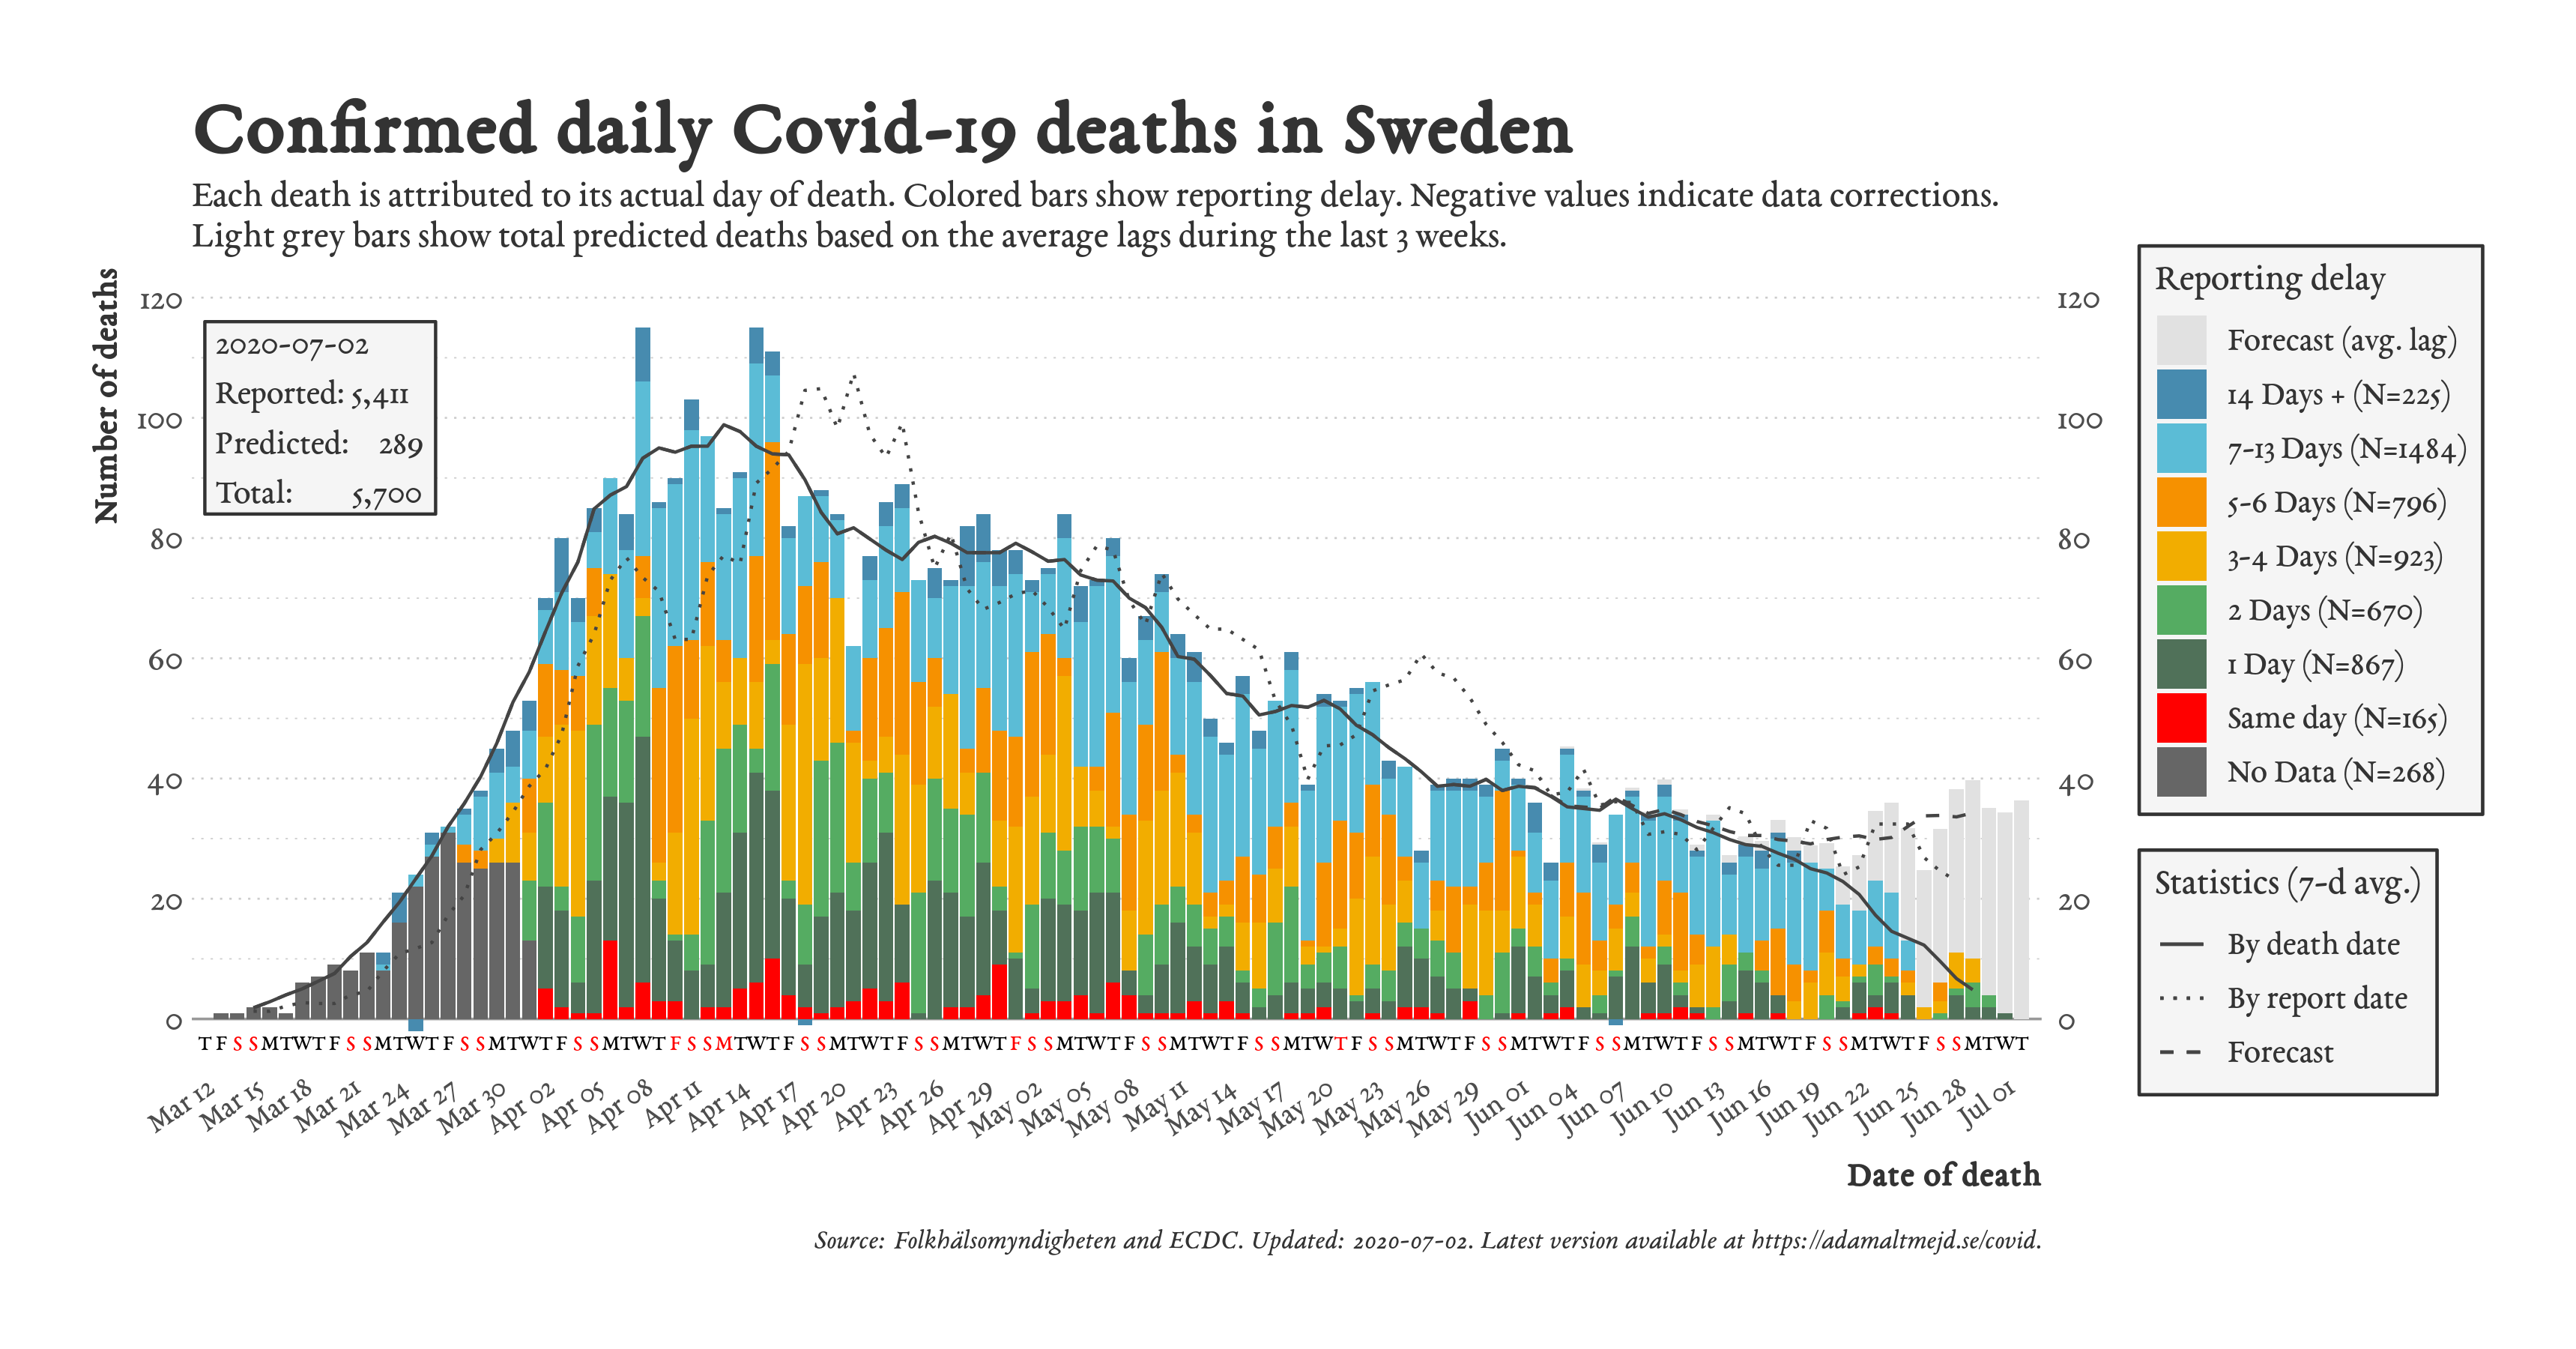 Confirmed daily Covid-19 deaths in Sweden
Each death is attributed to its actual day of death. Colored bars show reporting delay. Negative values indicate data corrections.
Light grey bars show total predicted deaths based on the average lags during the last 3 weeks.
Number of deaths
120
100
80
60
40
20
0
2020-07-02
Reported: 5,411
Predicted: 289
Total: 5,700
120
100
80
60
40
20
0
T F S S M T W T F S S M T W T F S S M T W T F S S M T W T F S S M T W T F S S M T W T F S S M T W T F S S M T W T F S S M T W T F S S M T W T F S S M T W T F S S M T W T F S S M T W T F S S M T W T F S S M T W T F S S M T W T
Mar 12
Mar 15
Mar 18
Mar 21
Mar 24
Mar 27
Mar 30
Apr 02
Apr 05
Apr 08
Apr 11
Apr 14
Apr 17
Apr 20
Apr 23
Apr 26
Apr 29
May 02
May 05
May 08
May 11
May 14
May 17
May 20
May 23
May 26
May 29
Jun 01
Jun 04
Jun 07
Jun 10
Jun 13
Jun 16
Jun 19
Jun 22
Jun 25
Jun 28
Jul 01
Date of death
Reporting delay
Forecast (avg. lag)
14 Days + (N=225)
7-13 Days (N=1484)
5-6 Days (N=796)
3-4 Days (N=923)
2 Days (N=670)
1 Day (N=867)
Same day (N=165)
No Data (N=268)
Statistics (7-d avg.)
By death date
By report date
Forecast
Source: Folkhälsomyndigheten and ECDC. Updated: 2020-07-02. Latest version available at https://adamaltmejd.se/covid.